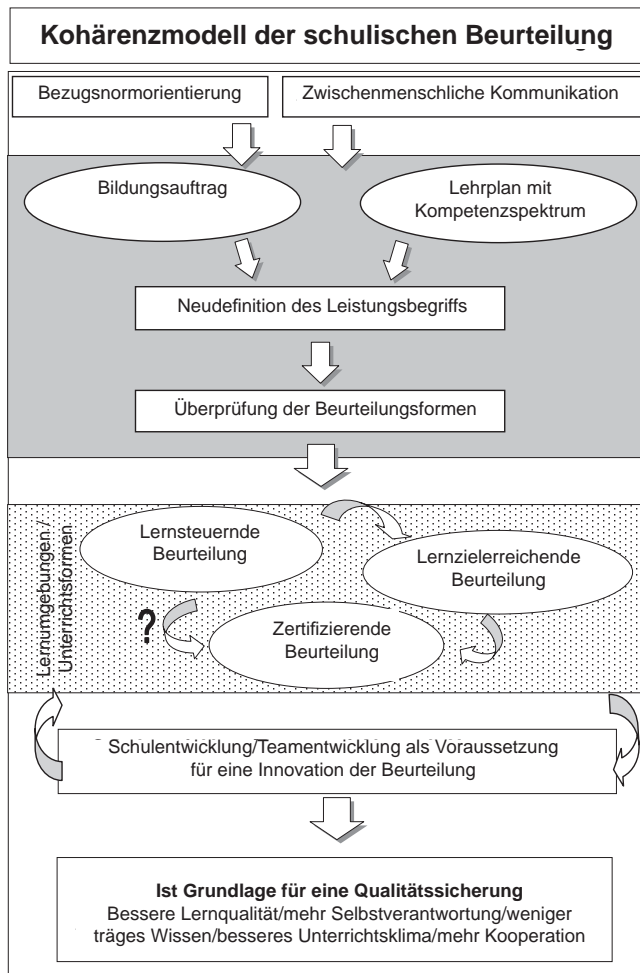 Kohärenzmodell der schulischen Beurteilung
Bezugsnormorientierung
Zwischenmenschliche Kommunikation
Bildungsauftrag
Lehrplan mit
Kompetenzspektrum
Neudefinition des Leistungsbegriffs
Überprüfung der Beurteilungsformen
Lernumgebungen /
Unterrichtsformen
Lernsteuernde
Beurteilung
Lernzielerreichende
Beurteilung
?
Zertifizierende
Beurteilung
Schulentwicklung/Teamentwicklung als Voraussetzung
für eine Innovation der Beurteilung
Ist Grundlage für eine Qualitätssicherung
Bessere Lernqualität/mehr Selbstverantwortung/weniger
träges Wissen/besseres Unterrichtsklima/mehr Kooperation